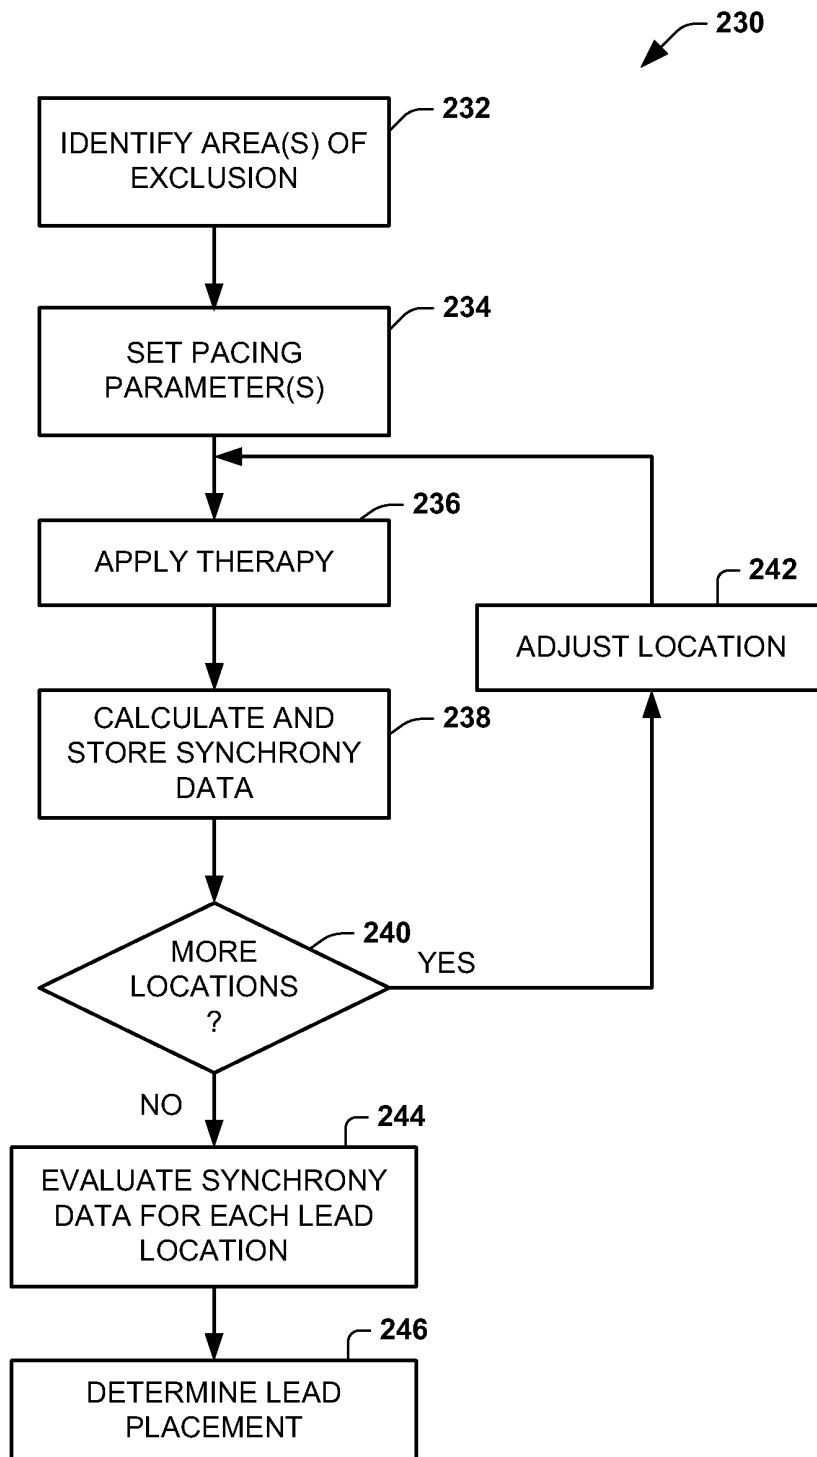 230
232
IDENTIFY AREA(S) OF
EXCLUSION
234
SET PACING
PARAMETER(S)
236
APPLY THERAPY
242
ADJUST LOCATION
238
CALCULATE AND
STORE SYNCHRONY
DATA
240
MORE
LOCATIONS
?
YES
NO
244
EVALUATE SYNCHRONY
DATA FOR EACH LEAD
LOCATION
246
DETERMINE LEAD
PLACEMENT